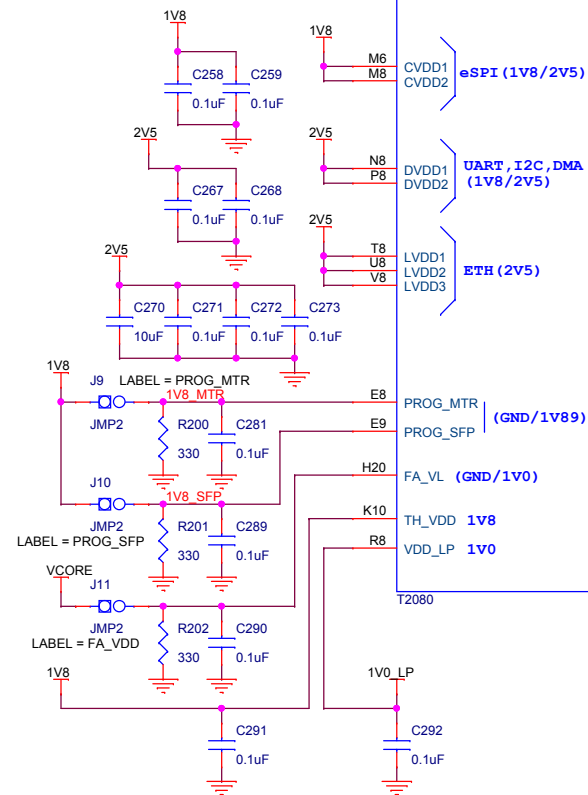 1V8
C258
0.1uF
C259
0.1uF
1V8
M6
M8
CVDD1
CVDD2
eSPI(1V8/2V5)
2V5
C267
0.1uF
C268
0.1uF
2V5
N8
P8
DVDD1
DVDD2
UART,I2C,DMA
(1V8/2V5)
2V5
T8
U8
V8
LVDD1
LVDD2
LVDD3
ETH(2V5)
2V5
C270
10uF
C271
0.1uF
C272
0.1uF
C273
0.1uF
1V8
J9
LABEL = PROG_MTR
1V8_MTR
JMP2
R200
330
C281
0.1uF
E8
PROG_MTR
E9
PROG_SFP
(GND/1V89)
J10
1V8_SFP
JMP2
LABEL = PROG_SFP
R201
330
C289
0.1uF
H20
FA_VL
(GND/1V0)
K10
TH_VDD
1V8
R8
VDD_LP
1V0
T2080
VCORE
J11
JMP2
LABEL = FA_VDD
R202
330
C290
0.1uF
1V8
C291
0.1uF
1V0_LP
C292
0.1uF